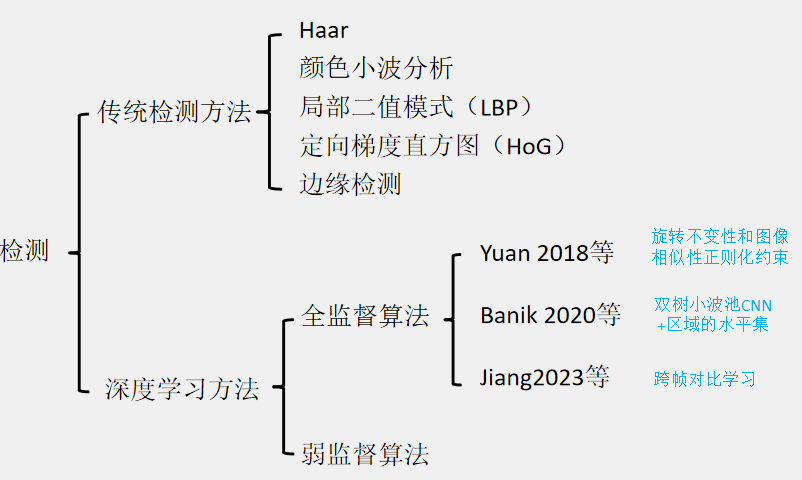 检测
传统检测方法
Haar
颜色小波分析
局部二值模式（LBP）
定向梯度直方图（HoG）
边缘检测
深度学习方法
全监督算法
Yuan 2018等
旋转不变性和图像
相似性正则化约束
Banik 2020等
双树小波池CNN
+区域的水平集
Jiang2023等
跨帧对比学习
弱监督算法